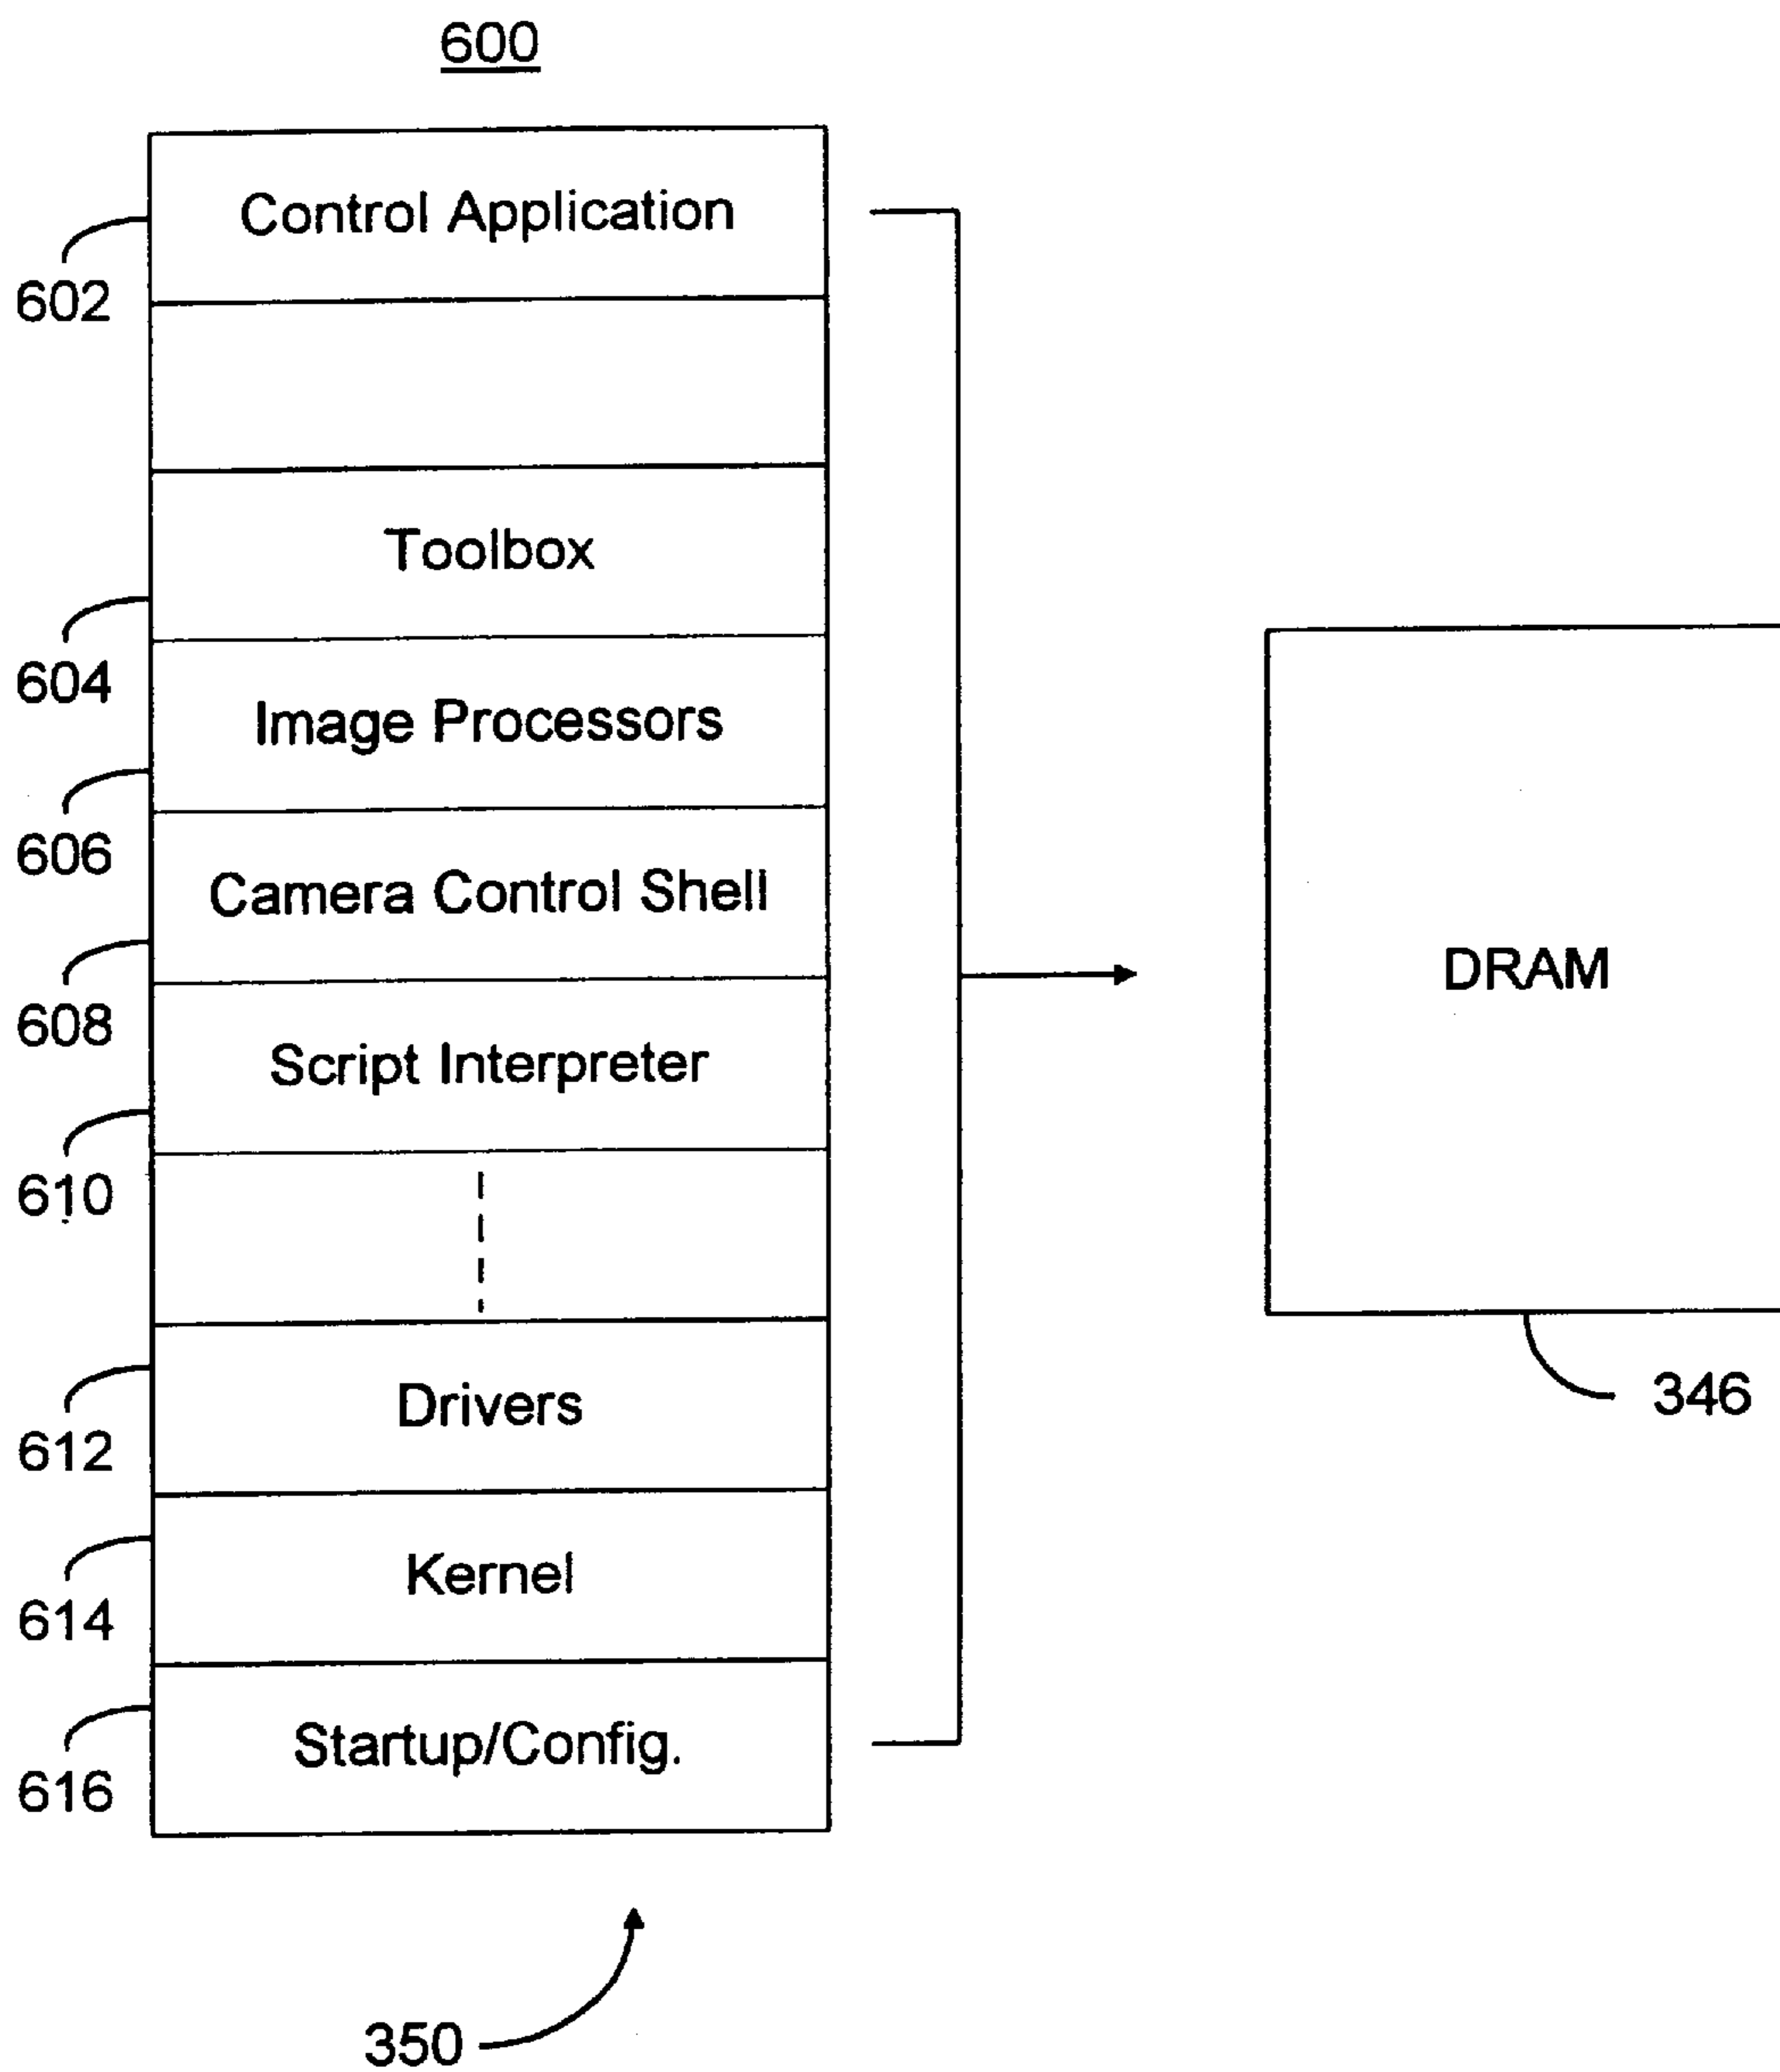 600
Control Application
602
Toolbox
604
Image Processors
606
Camera Control Shell
608
Script Interpreter
610
DRAM
346
Drivers
612
Kernel
614
Startup/Config.
616
350